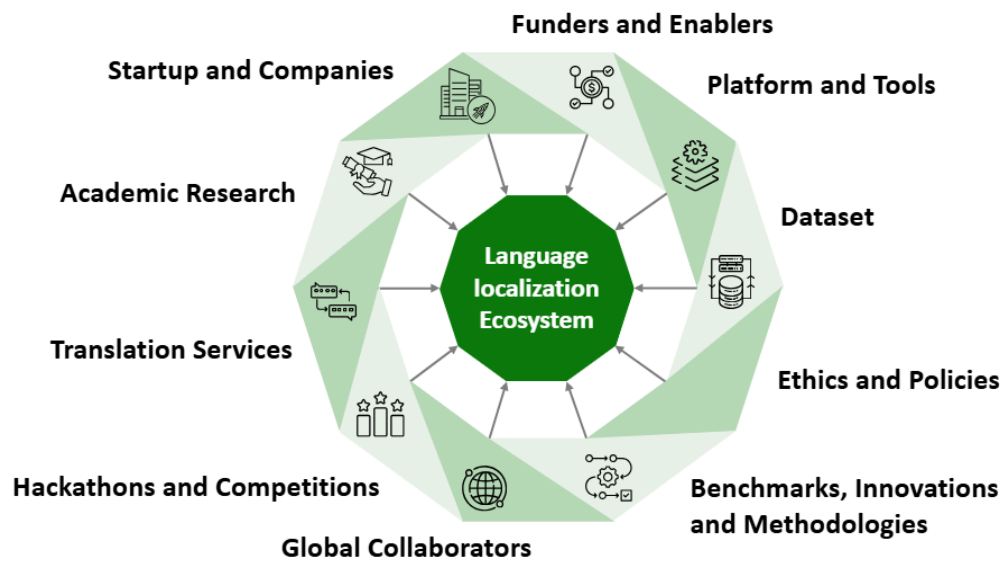 Funders and Enablers
Startup and Companies
Platform and Tools
Academic Research
Dataset
Language
localization
Ecosystem
Translation Services
Ethics and Policies
Hackathons and Competitions
Benchmarks, Innovations
and Methodologies
Global Collaborators